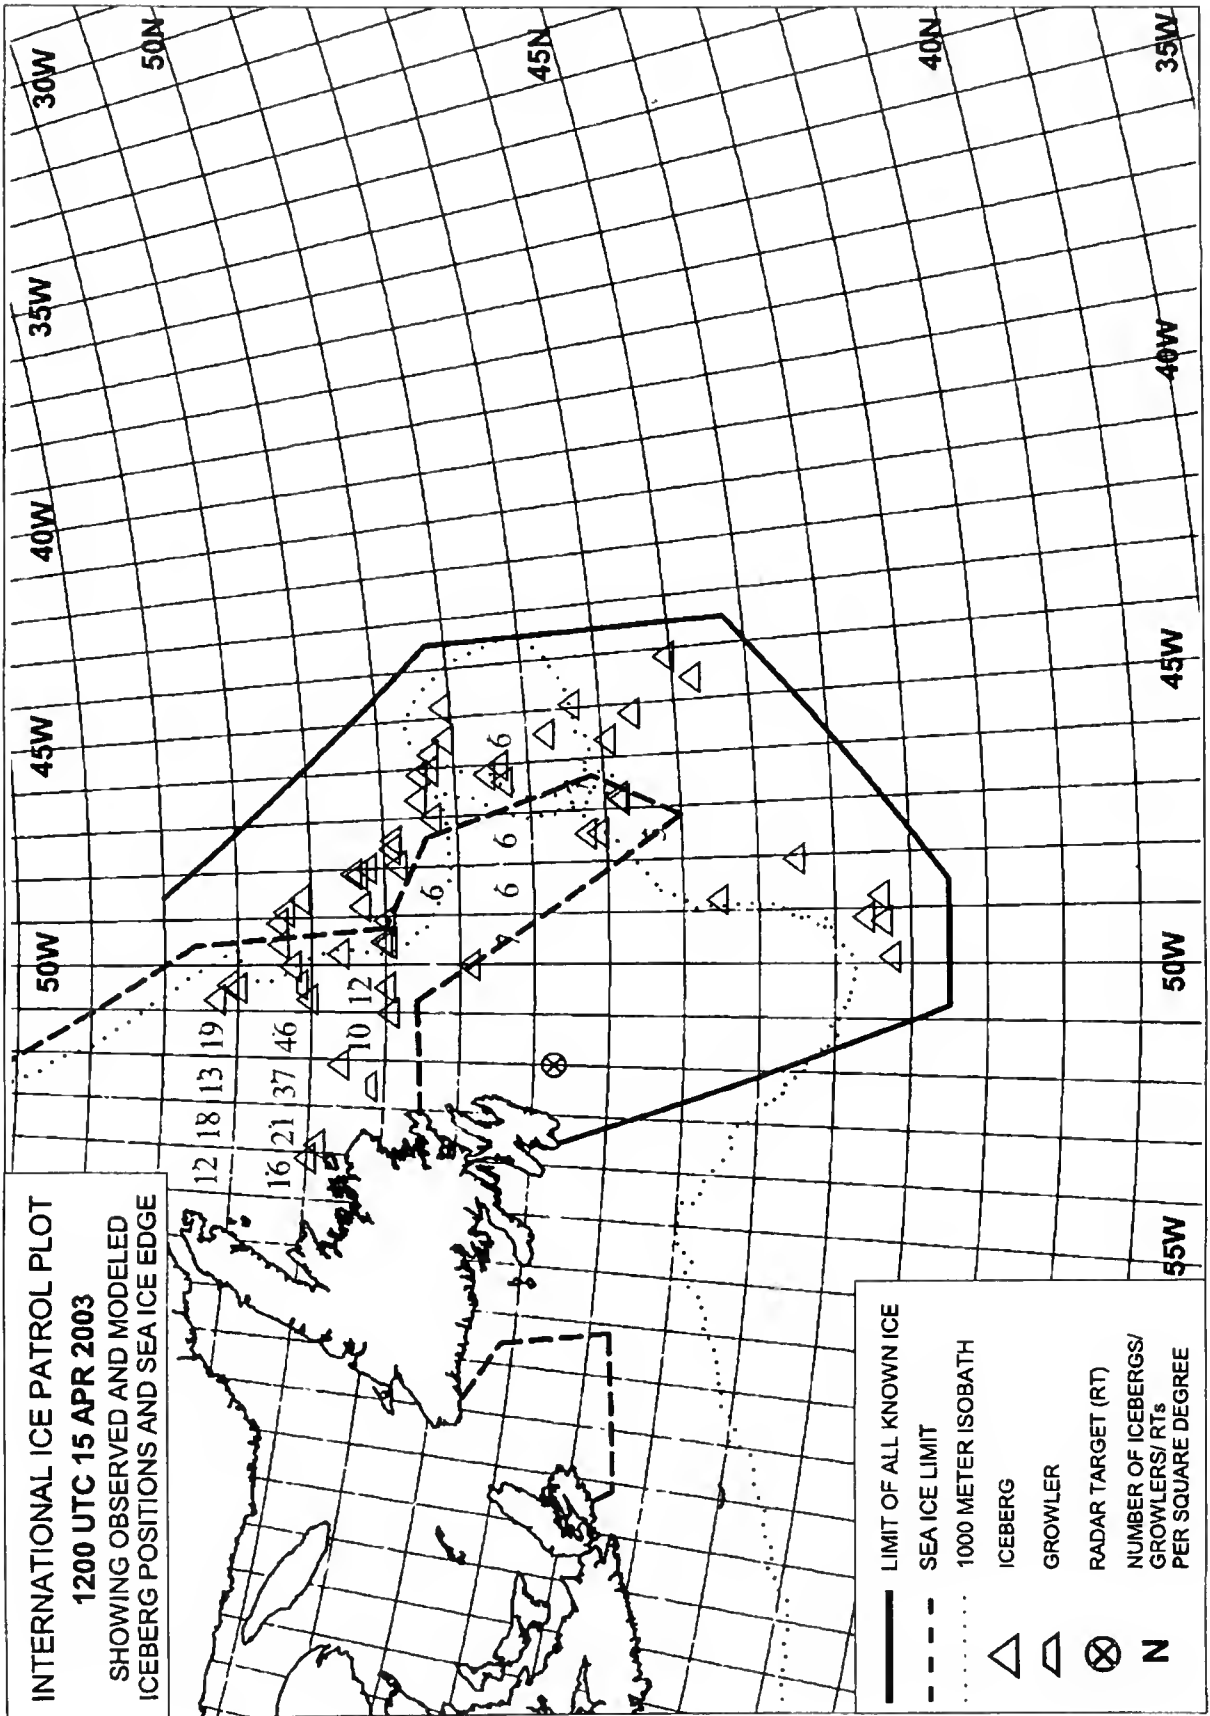 INTERNATIONAL ICE PATROL PLOT
1200 UTC 15 APR 2003
SHOWING OBSERVED AND MODELED
ICEBERG POSITIONS AND SEA ICE EDGE
50W
45W
40W
35W
30W
50N
45N
40N
35W
40W
45W
50W
55W
12 18 13 19
16 21 37 46
10 12
6
6 6 6
7
LIMIT OF ALL KNOWN ICE
SEA ICE LIMIT
1000 METER ISOBATH
ICEBERG
GROWLER
RADAR TARGET (RT)
N NUMBER OF ICEBERGS/
GROWLERS/ RTs
PER SQUARE DEGREE